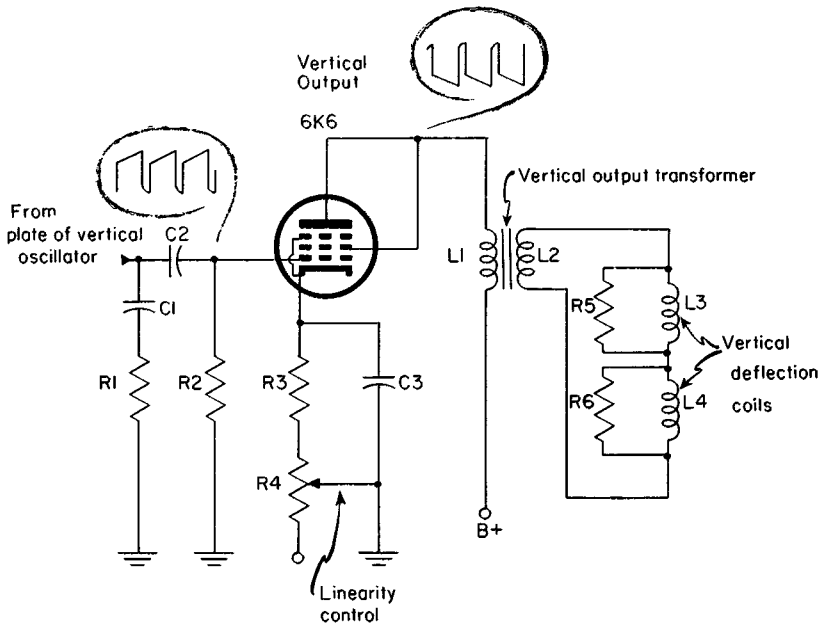 Vertical
Output
6K6
From
plate of vertical
oscillator
C2
Vertical output transformer
L1
L2
C1
R5
L3
R1
R2
R3
C3
Vertical
deflection
coils
R6
L4
R4
B+
Linearity
control